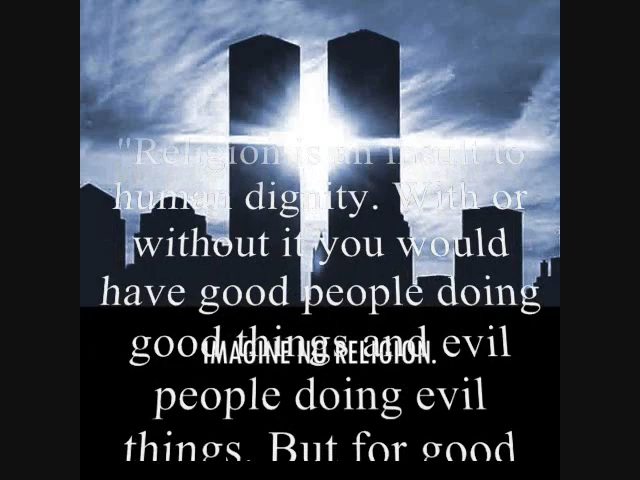 "Religion is an insult to
human dignity. With or
without it you would
have good people doing
good things and evil
IMAGINE NO RELIGION.
people doing evil
things. But for good